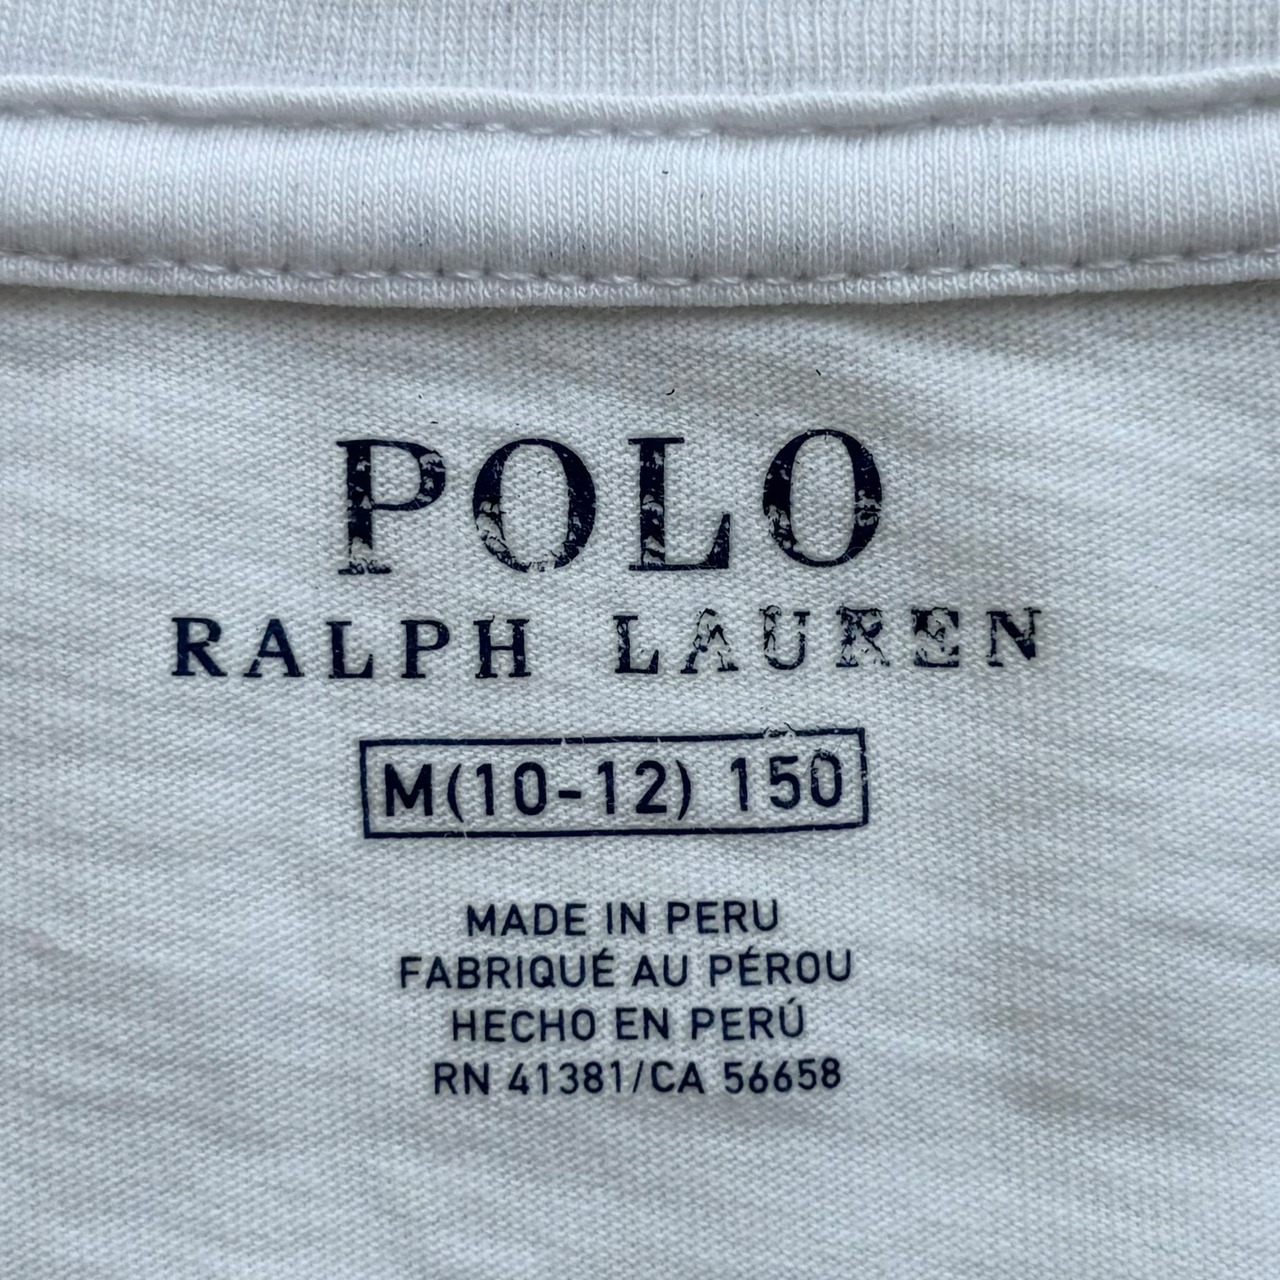 POLO
RALPH LAUREN
M(10-12) 150
MADE IN PERU
FABRIQUÉ AU PÉROU
HECHO EN PERÚ
RN 41381/CA 56658